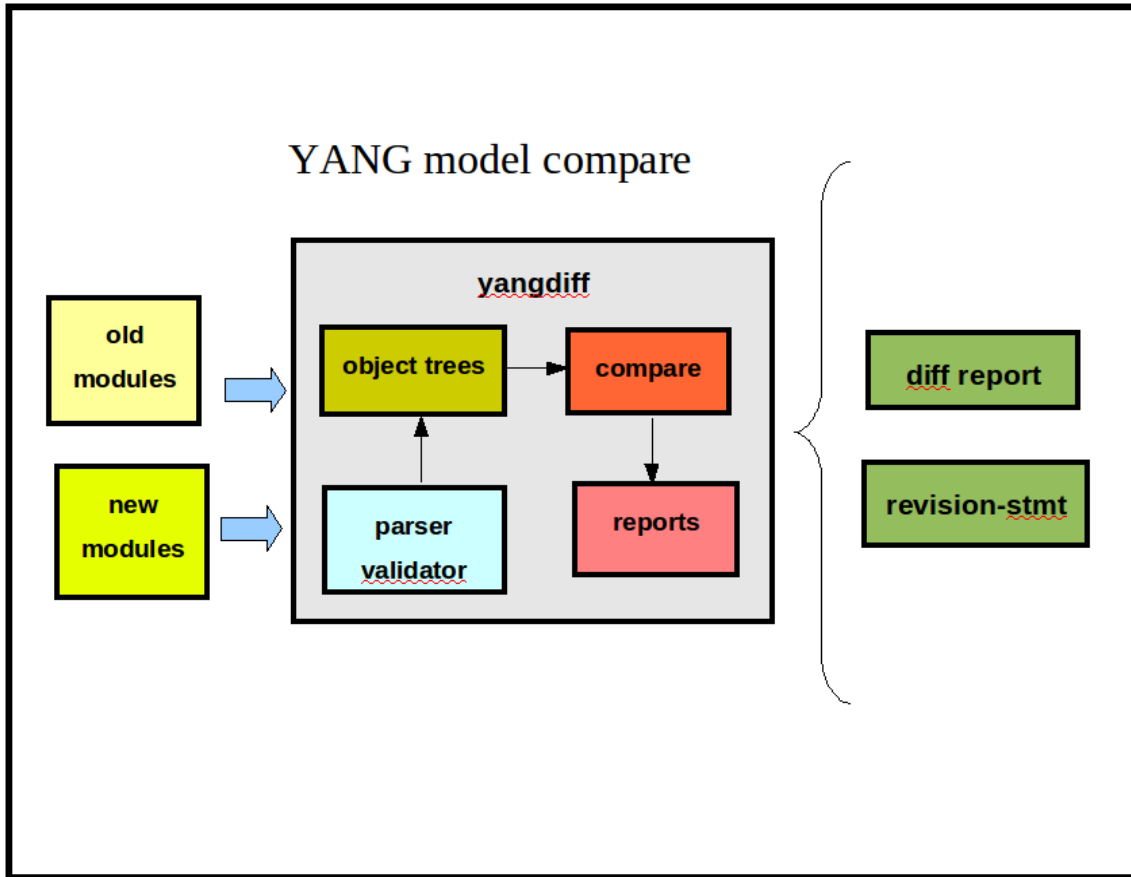 YANG model compare
yangdiff
old
modules
object trees
compare
diff report
new
modules
parser
validator
reports
revision-stmt